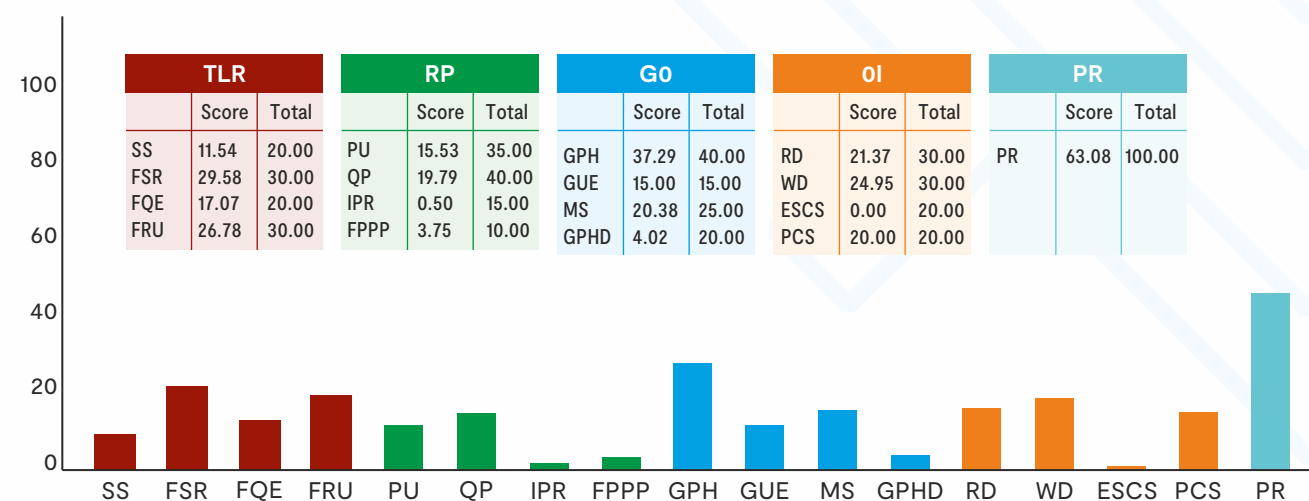 TLR
Score Total
SS 11.54 20.00
FSR 29.58 30.00
FQE 17.07 20.00
FRU 26.78 30.00
RP
Score Total
PU 15.53 35.00
QP 19.79 40.00
IPR 0.50 15.00
FPPP 3.75 10.00
G0
Score Total
GPH 37.29 40.00
GUE 15.00 15.00
MS 20.38 25.00
GPHD 4.02 20.00
0I
Score Total
RD 21.37 30.00
WD 24.95 30.00
ESCS 0.00 20.00
PCS 20.00 20.00
PR
Score Total
PR 63.08 100.00
100
80
60
40
20
0
SS FSR FQE FRU PU QP IPR FPPP GPH GUE MS GPHD RD WD ESCS PCS PR